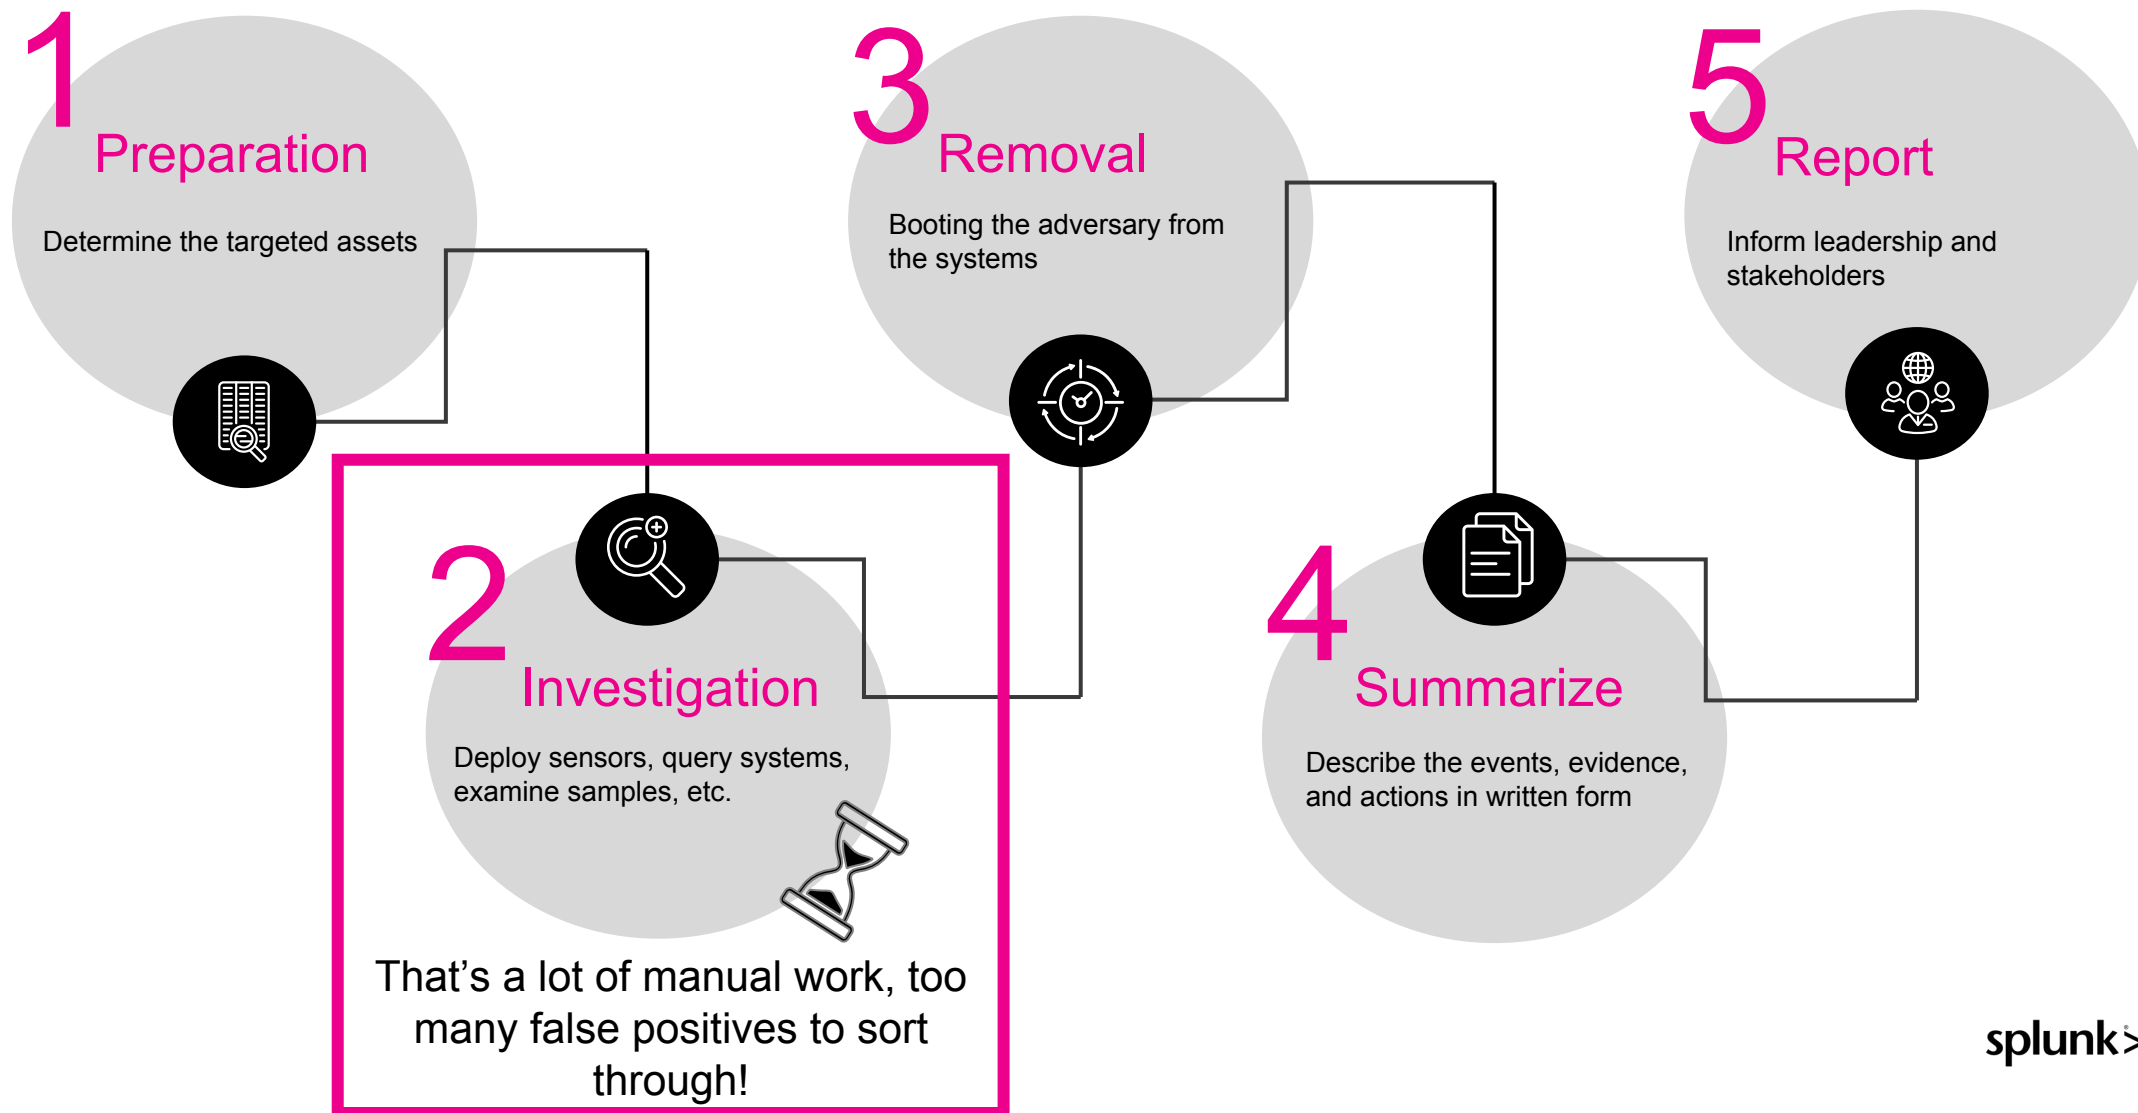 1
Preparation
Determine the targeted assets
2
Investigation
Deploy sensors, query systems,
examine samples, etc.
That’s a lot of manual work, too
many false positives to sort
through!
3
Removal
Booting the adversary from
the systems
4
Summarize
Describe the events, evidence,
and actions in written form
5
Report
Inform leadership and
stakeholders
splunk>